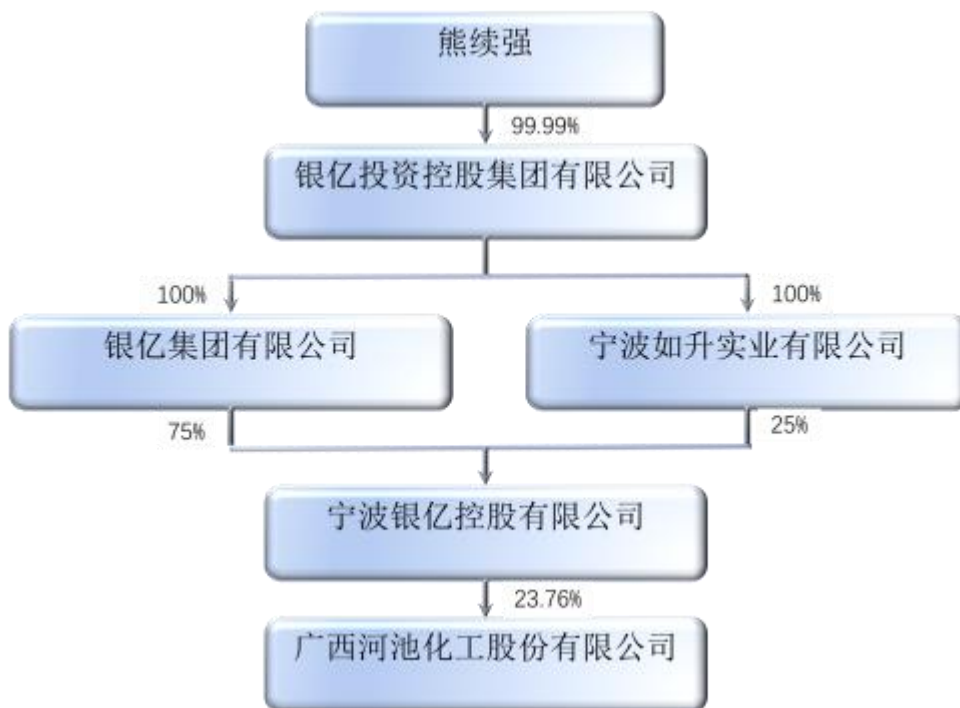 熊续强
99.99%
银亿投资控股集团有限公司
100%
100%
银亿集团有限公司
宁波如升实业有限公司
75%
25%
宁波银亿控股有限公司
23.76%
广西河池化工股份有限公司